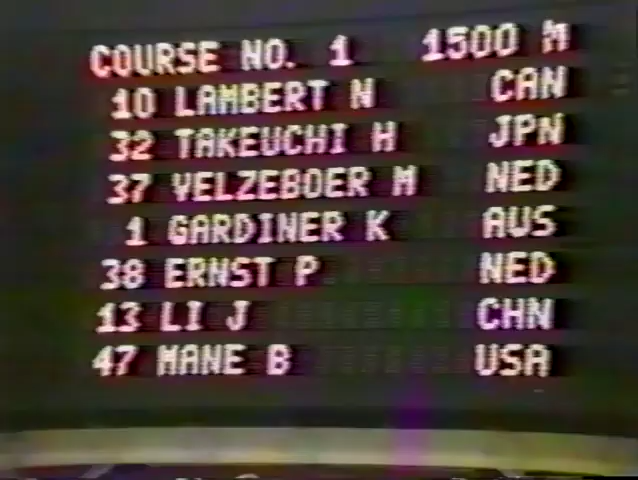 COURSE NO. 1 1500 M
10 LAMBERT N CAN
32 TAKEUCHI H JPN
37 VELZEBOER M NED
1 GARDINER K AUS
38 ERNST P NED
13 LI J CHN
47 MANE B USA